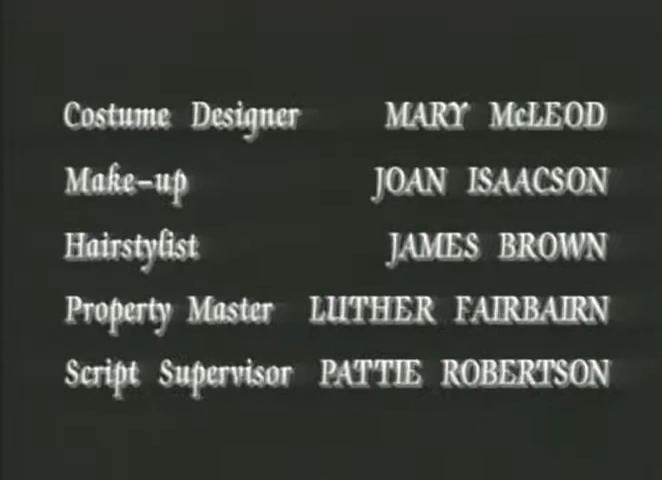 Costume Designer MARY McLEOD
Make-up JOAN ISAACSON
Hairstylist JAMES BROWN
Property Master LUTHER FAIRBAIRN
Script Supervisor PATTIE ROBERTSON